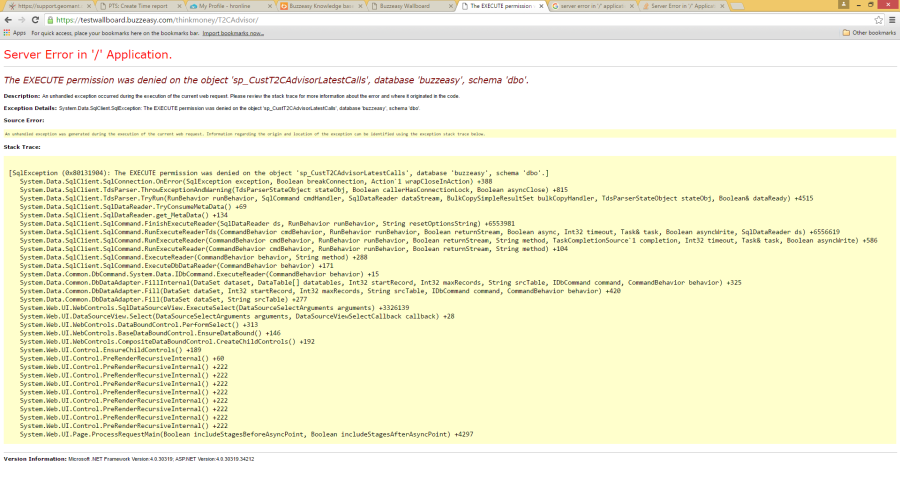 https://support.geomant
PTS: Create Time report
My Profile – hronline
Buzzeasy Knowledge bas
Buzzeasy Wallboard
The EXECUTE permission
server error in '/' applic
Server Error in '/' Applic
https://testwallboard.buzzeasy.com/thinkmoney/T2CAdvisor/
Apps For quick access, place your bookmarks here on the bookmarks bar. Import bookmarks now... Other bookmarks
Server Error in '/' Application.
The EXECUTE permission was denied on the object 'sp_CustT2CAdvisorLatestCalls', database 'buzzeasy', schema 'dbo'.
Description: An unhandled exception occurred during the execution of the current web request. Please review the stack trace for more information about the error and where it originated in the code.
Exception Details: System.Data.SqlClient.SqlException: The EXECUTE permission was denied on the object 'sp_CustT2CAdvisorLatestCalls', database 'buzzeasy', schema 'dbo'.
Source Error:
An unhandled exception was generated during the execution of the current web request. Information regarding the origin and location of the exception can be identified using the exception stack trace below.
Stack Trace:
[SqlException (0x80131904): The EXECUTE permission was denied on the object 'sp_CustT2CAdvisorLatestCalls', database 'buzzeasy', schema 'dbo'.]
System.Data.SqlClient.SqlConnection.OnError(SqlException exception, Boolean breakConnection, Action`1 wrapCloseInAction) +388
System.Data.SqlClient.TdsParser.ThrowExceptionAndWarning(TdsParserStateObject stateObj, Boolean callerHasConnectionLock, Boolean asyncClose) +815
System.Data.SqlClient.TdsParser.TryRun(RunBehavior runBehavior, SqlCommand cmdHandler, SqlDataReader dataStream, BulkCopySimpleResultSet bulkCopyHandler, TdsParserStateObject stateObj, Boolean& dataReady) +4515
System.Data.SqlClient.SqlDataReader.TryConsumeMetaData() +69
System.Data.SqlClient.SqlDataReader.get_MetaData() +134
System.Data.SqlClient.SqlCommand.FinishExecuteReader(SqlDataReader ds, RunBehavior runBehavior, String resetOptionsString) +6553981
System.Data.SqlClient.SqlCommand.RunExecuteReaderTds(CommandBehavior cmdBehavior, RunBehavior runBehavior, Boolean returnStream, Boolean async, Int32 timeout, Task& task, Boolean asyncWrite, SqlDataReader ds) +6556619
System.Data.SqlClient.SqlCommand.RunExecuteReader(CommandBehavior cmdBehavior, RunBehavior runBehavior, Boolean returnStream, String method, TaskCompletionSource`1 completion, Int32 timeout, Task& task, Boolean asyncWrite) +586
System.Data.SqlClient.SqlCommand.RunExecuteReader(CommandBehavior cmdBehavior, RunBehavior runBehavior, Boolean returnStream, String method) +104
System.Data.SqlClient.SqlCommand.ExecuteReader(CommandBehavior behavior, String method) +288
System.Data.SqlClient.SqlCommand.ExecuteDbDataReader(CommandBehavior behavior) +171
System.Data.Common.DbCommand.System.Data.IDbCommand.ExecuteReader(CommandBehavior behavior) +15
System.Data.Common.DbDataAdapter.FillInternal(DataSet dataset, DataTable[] datatables, Int32 startRecord, Int32 maxRecords, String srcTable, IDbCommand command, CommandBehavior behavior) +325
System.Data.Common.DbDataAdapter.Fill(DataSet dataSet, Int32 startRecord, Int32 maxRecords, String srcTable, IDbCommand command, CommandBehavior behavior) +420
System.Data.Common.DbDataAdapter.Fill(DataSet dataSet, String srcTable) +277
System.Web.UI.WebControls.SqlDataSourceView.ExecuteSelect(DataSourceSelectArguments arguments) +3326139
System.Web.UI.DataSourceView.Select(DataSourceSelectArguments arguments, DataSourceViewSelectCallback callback) +28
System.Web.UI.WebControls.DataBoundControl.PerformSelect() +313
System.Web.UI.WebControls.BaseDataBoundControl.EnsureDataBound() +146
System.Web.UI.WebControls.CompositeDataBoundControl.CreateChildControls() +192
System.Web.UI.Control.EnsureChildControls() +189
System.Web.UI.Control.PreRenderRecursiveInternal() +60
System.Web.UI.Control.PreRenderRecursiveInternal() +222
System.Web.UI.Control.PreRenderRecursiveInternal() +222
System.Web.UI.Control.PreRenderRecursiveInternal() +222
System.Web.UI.Control.PreRenderRecursiveInternal() +222
System.Web.UI.Control.PreRenderRecursiveInternal() +222
System.Web.UI.Control.PreRenderRecursiveInternal() +222
System.Web.UI.Control.PreRenderRecursiveInternal() +222
System.Web.UI.Control.PreRenderRecursiveInternal() +222
System.Web.UI.Page.ProcessRequestMain(Boolean includeStagesBeforeAsyncPoint, Boolean includeStagesAfterAsyncPoint) +4297
Version Information: Microsoft .NET Framework Version:4.0.30319; ASP.NET Version:4.0.30319.34212